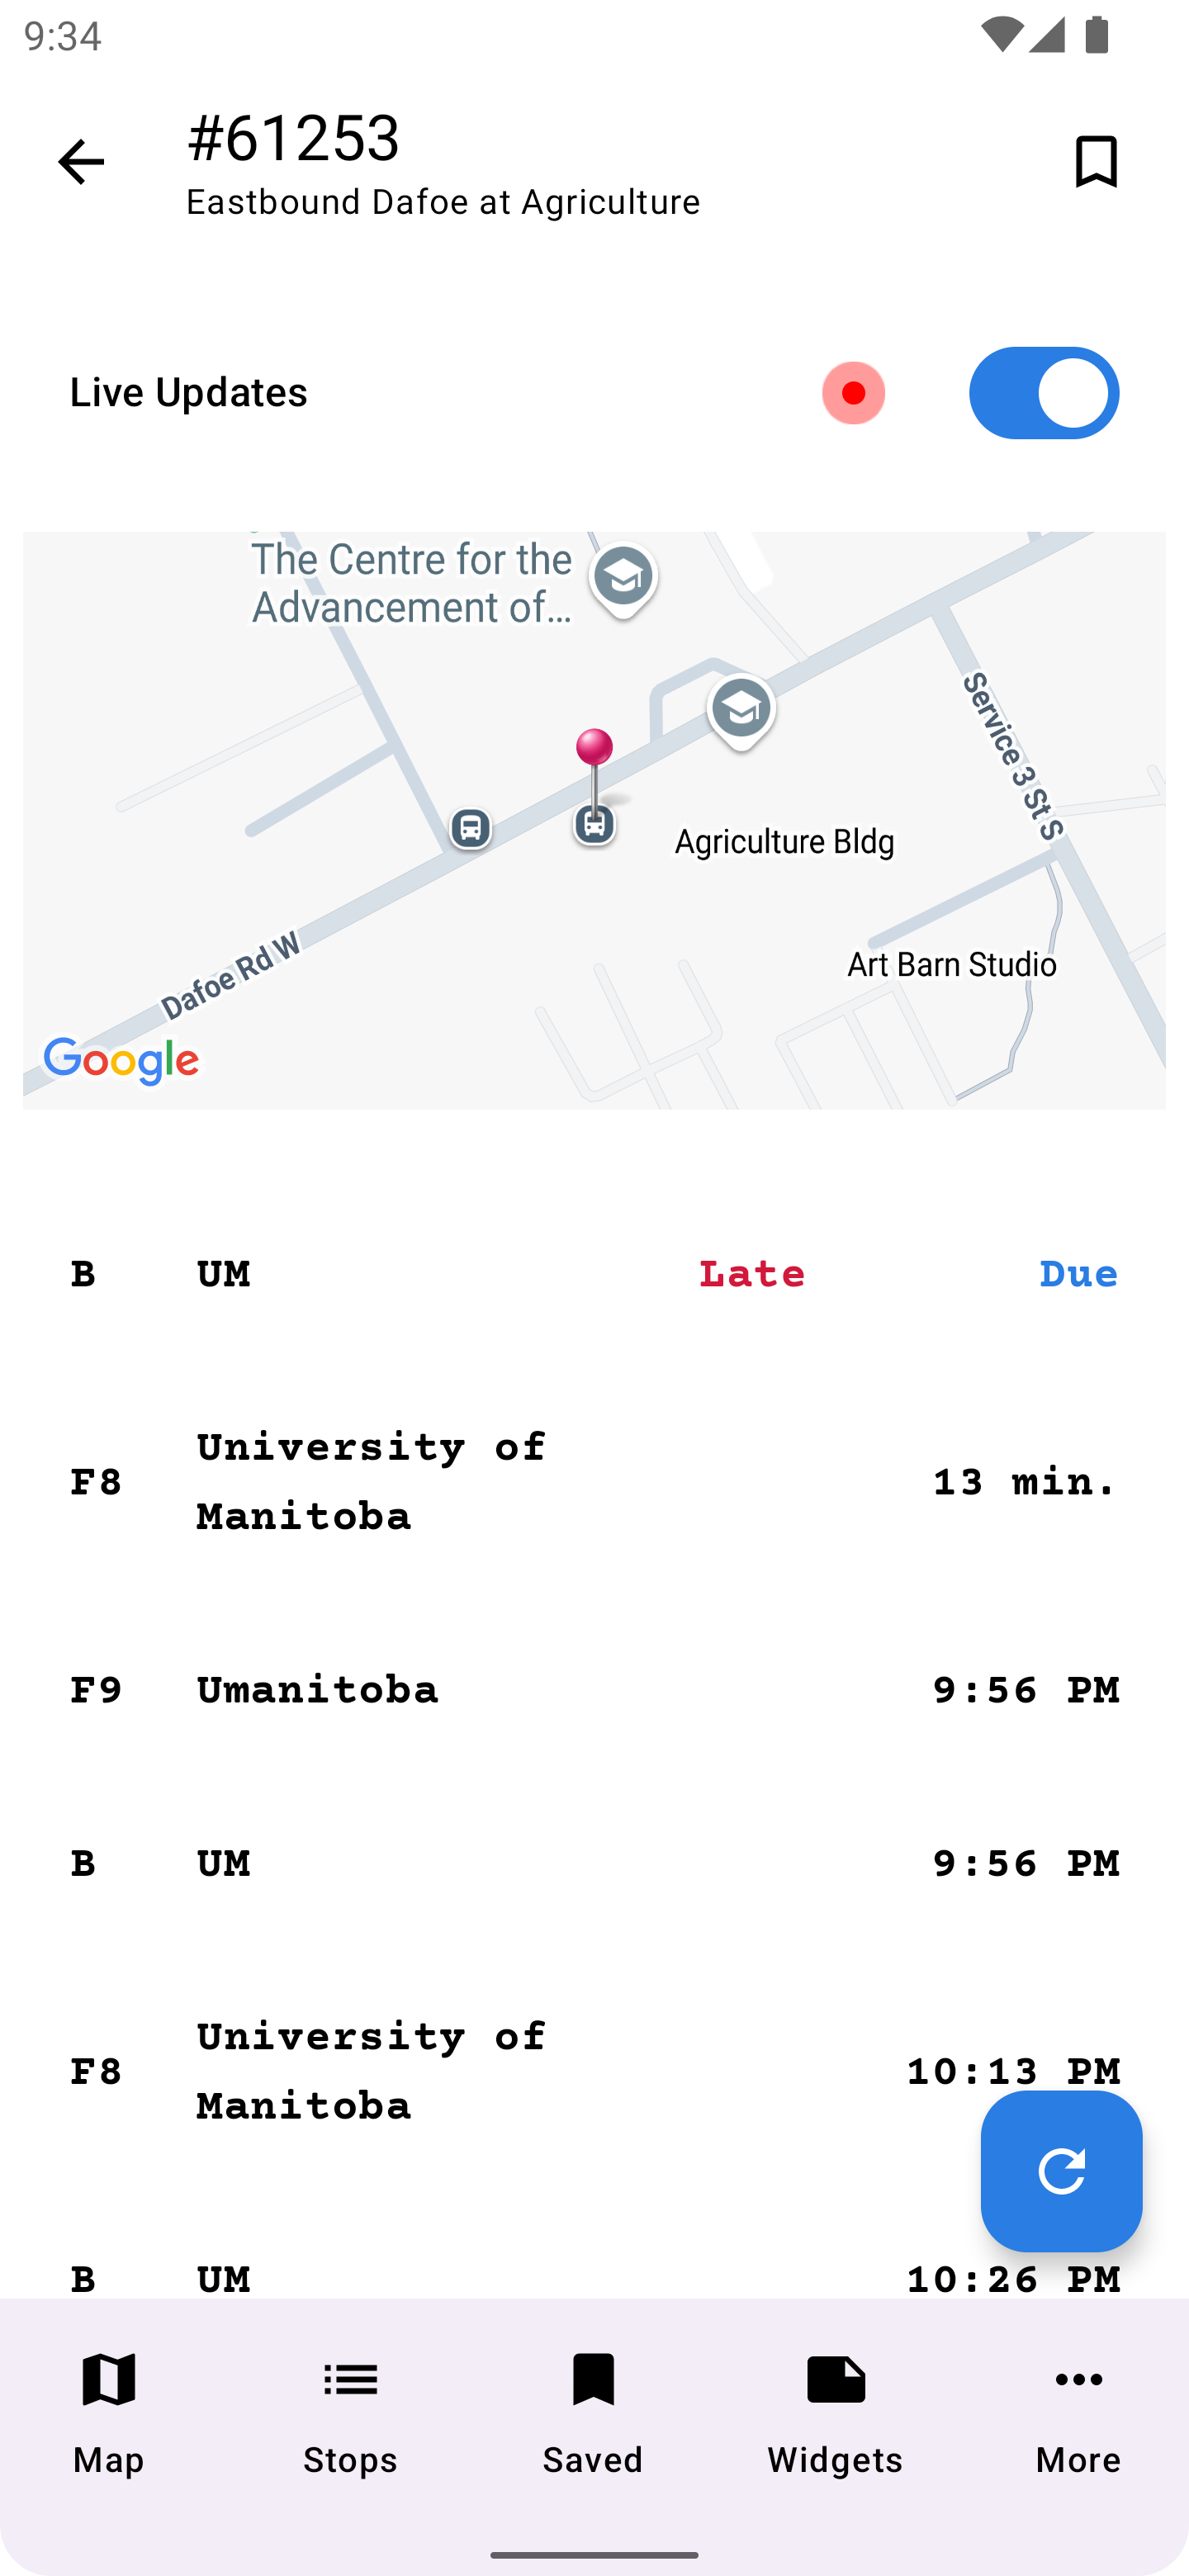 9:34
#61253
Eastbound Dafoe at Agriculture
Live Updates
The Centre for the
Advancement of...
Service 3 St S
Agriculture Bldg
Art Barn Studio
Dafoe Rd W
Google
B UM Late Due
F8 University of
Manitoba 13 min.
F9 Umanitoba 9:56 PM
B UM 9:56 PM
F8 University of
Manitoba 10:13 PM
B UM 10:26 PM
Map Stops Saved Widgets More